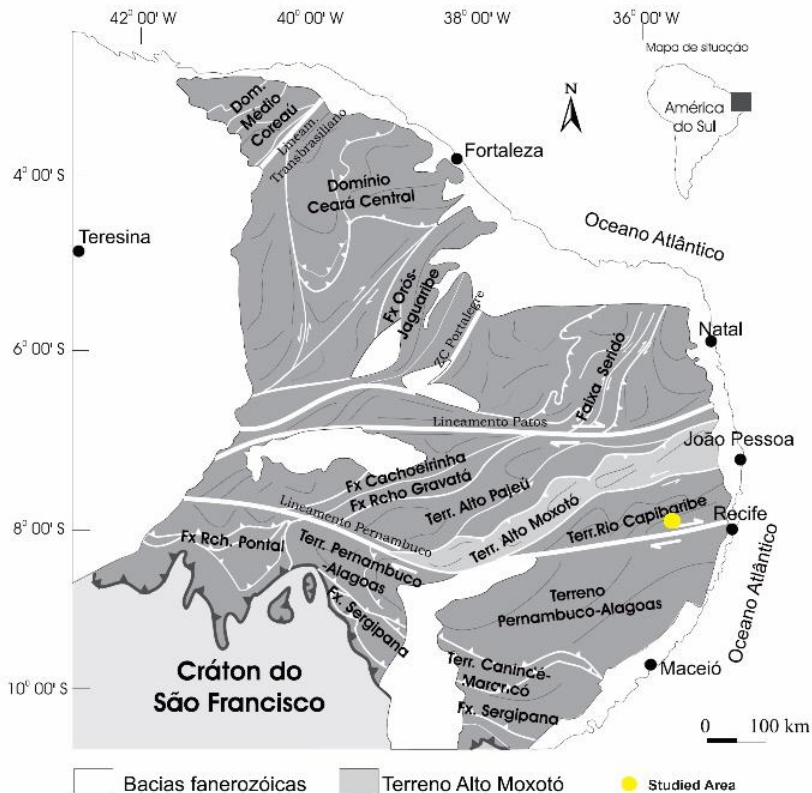 42° 00' W
40° 00' W
38° 00' W
36° 00' W
Mapa de situação
América
do Sul
N
Dom.
Médio
Coreaú
Lineam.
Transbrasiliano
Fortaleza
4° 00' S
Domínio
Ceará Central
Teresina
Oceano Atlântico
Fx Orós-
Jaguaribe
ZC Portalegre
Natal
6° 00' S
Faixa Seridó
Lineamento Patos
João Pessoa
Fx Cachoeirinha
Fx Rcho Gravatá
Terr. Alto Pajeú
Lineamento Pernambuco
Terr. Alto Moxotó
Terr.Rio Capibaribe
Recife
8° 00' S
Fx Rch. Pontal
Terr. Pernambuco
-Alagoas
Oceano Atlântico
Terreno
Pernambuco-Alagoas
Fx. Sergipana
Cráton do
São Francisco
Terr. Canindé-
Marancó
Maceió
10° 00' S
Fx. Sergipana
0 100 km
Bacias fanerozóicas
Terreno Alto Moxotó
Studied Area